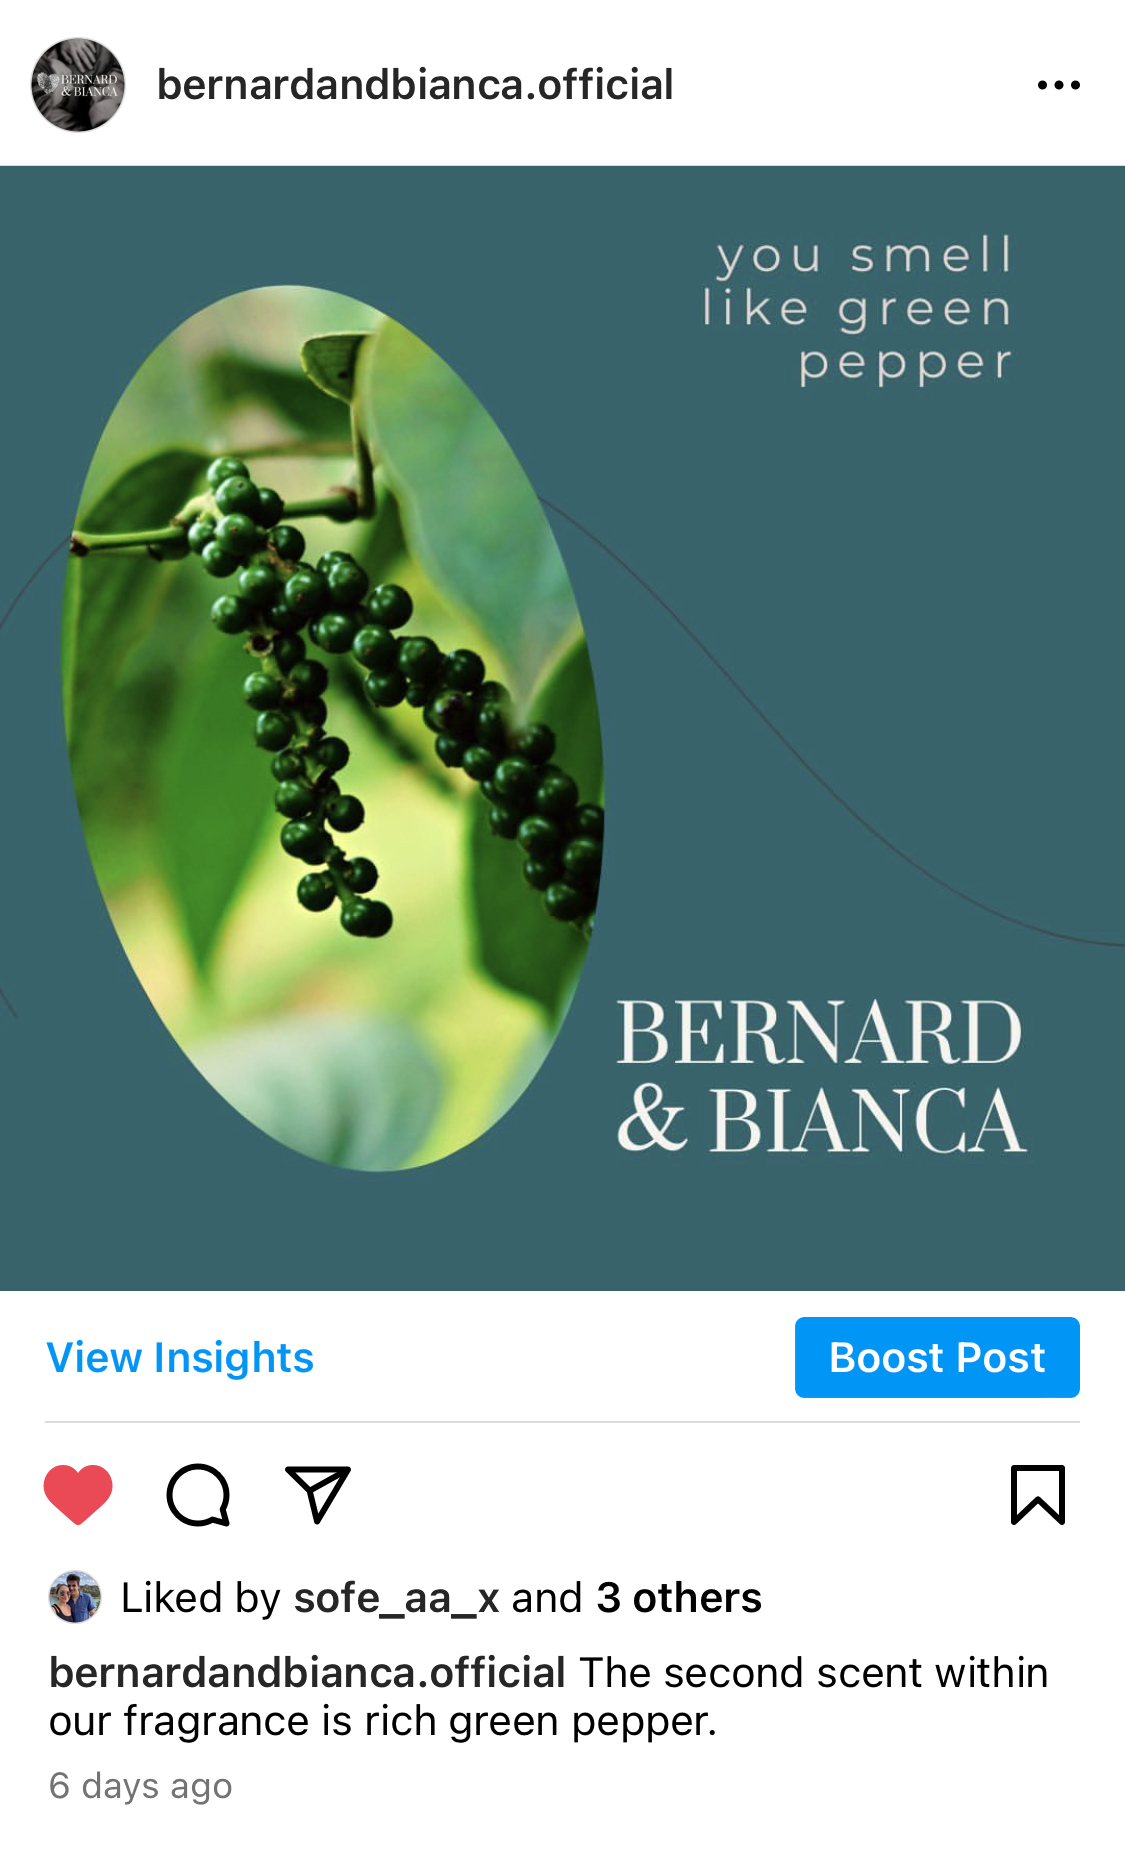 BERNARD
& BIANCA
bernardandbianca.official
you smell
like green
pepper
BERNARD
& BIANCA
View Insights
Boost Post
Liked by sofe_aa_x and 3 others
bernardandbianca.official The second scent within
our fragrance is rich green pepper.
6 days ago